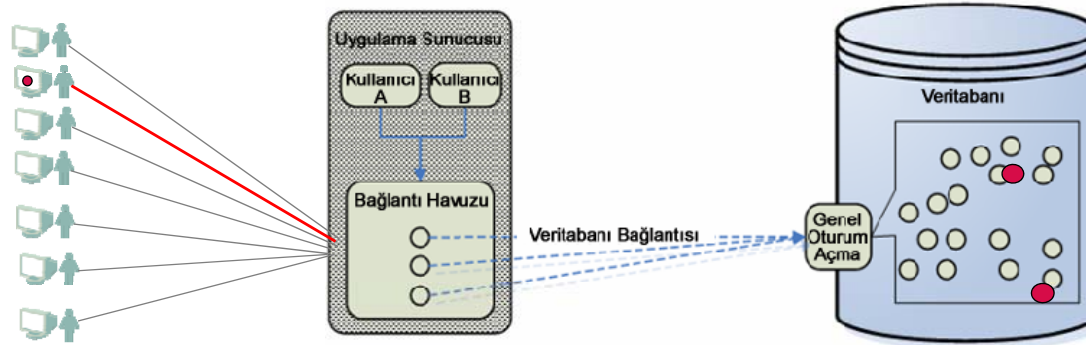 Uygulama Sunucusu
Kullanıcı
A
Kullanıcı
B
Bağlantı Havuzu
Veritabanı Bağlantısı
Genel
Oturum
Açma
Veritabanı